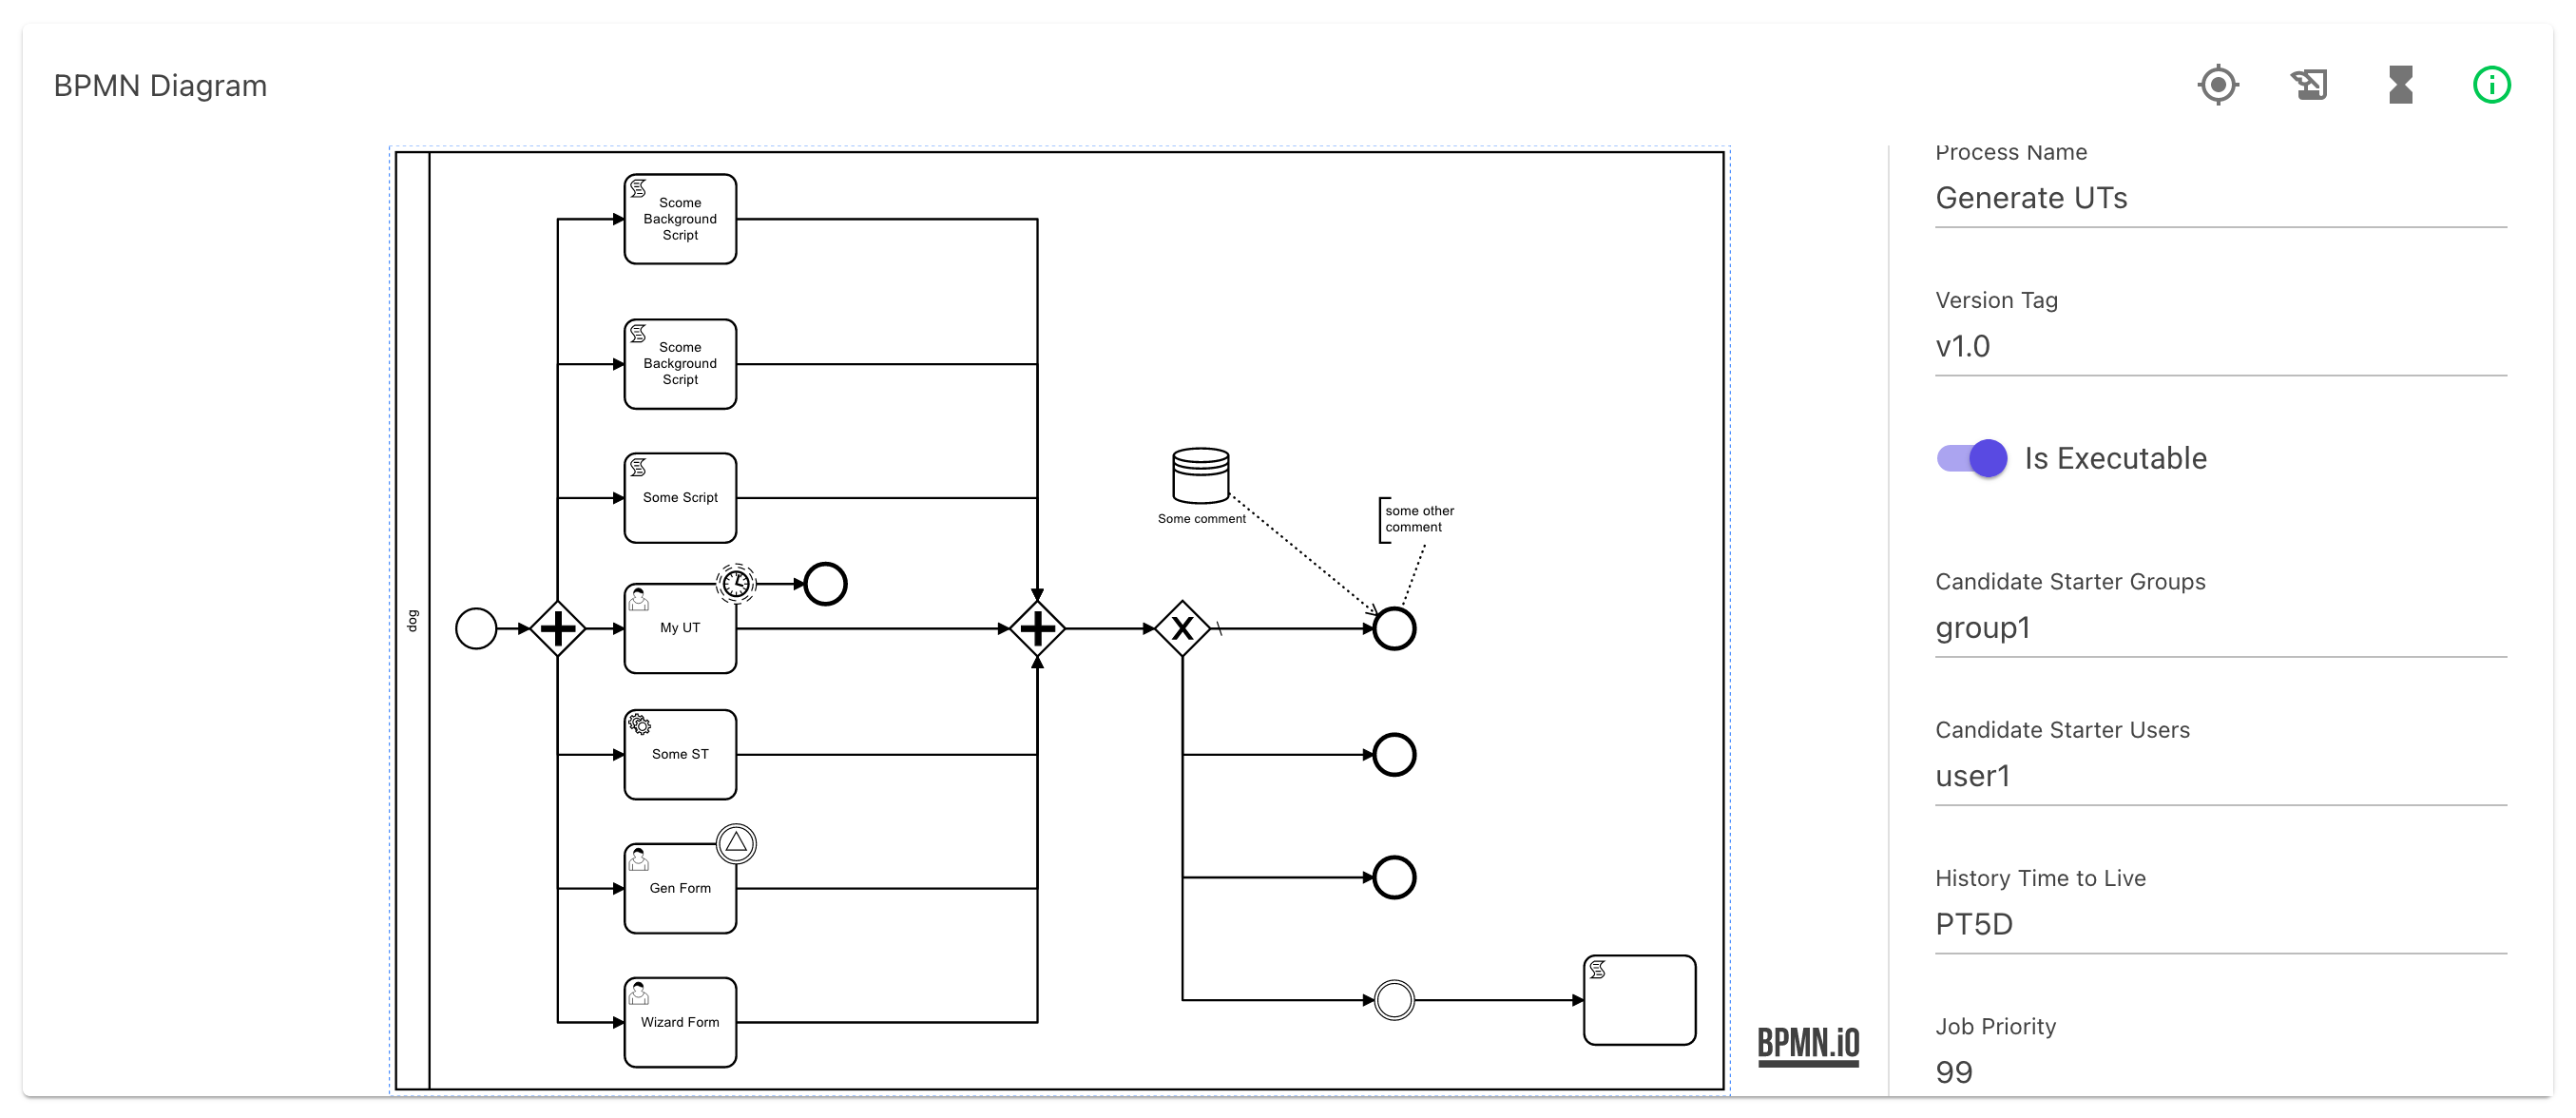 BPMN Diagram
Process Name
Generate UTs
Version Tag
v1.0
Is Executable
Candidate Starter Groups
group1
Candidate Starter Users
user1
History Time to Live
PT5D
Job Priority
99
dog
Scome
Background
Script
Scome
Background
Script
Some Script
My UT
Some ST
Gen Form
Wizard Form
Some comment
some other
comment
BPMN.iO